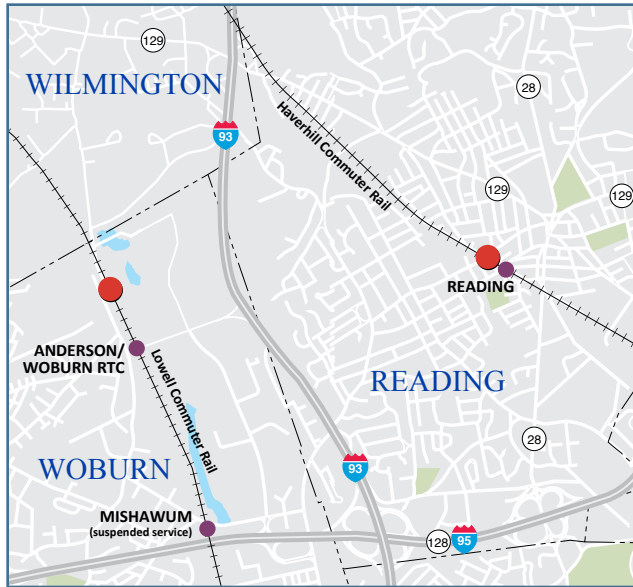 129
WILMINGTON
28
93
Haverhill Commuter Rail
129
129
READING
ANDERSON/
WOBURN RTC
Lowell Commuter Rail
READING
28
WOBURN
93
MISHAWUM
(suspended service)
128
95